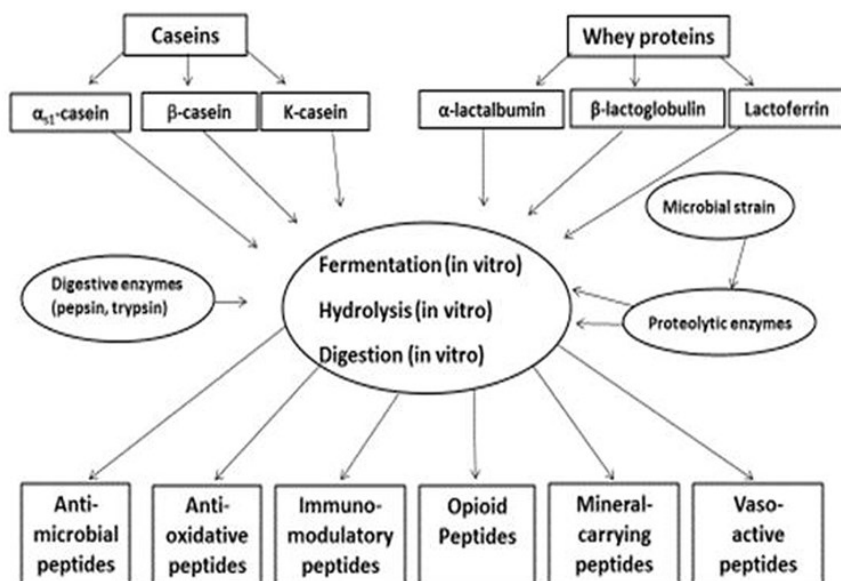 Caseins
Whey proteins
αs1-casein
β-casein
K-casein
α-lactalbumin
β-lactoglobulin
Lactoferrin
Microbial strain
Fermentation (in vitro)
Hydrolysis (in vitro)
Digestion (in vitro)
Digestive enzymes
(pepsin, trypsin)
Proteolytic enzymes
Anti-
microbial
peptides
Anti-
oxidative
peptides
Immuno-
modulatory
peptides
Opioid
Peptides
Mineral-
carrying
peptides
Vaso-
active
peptides